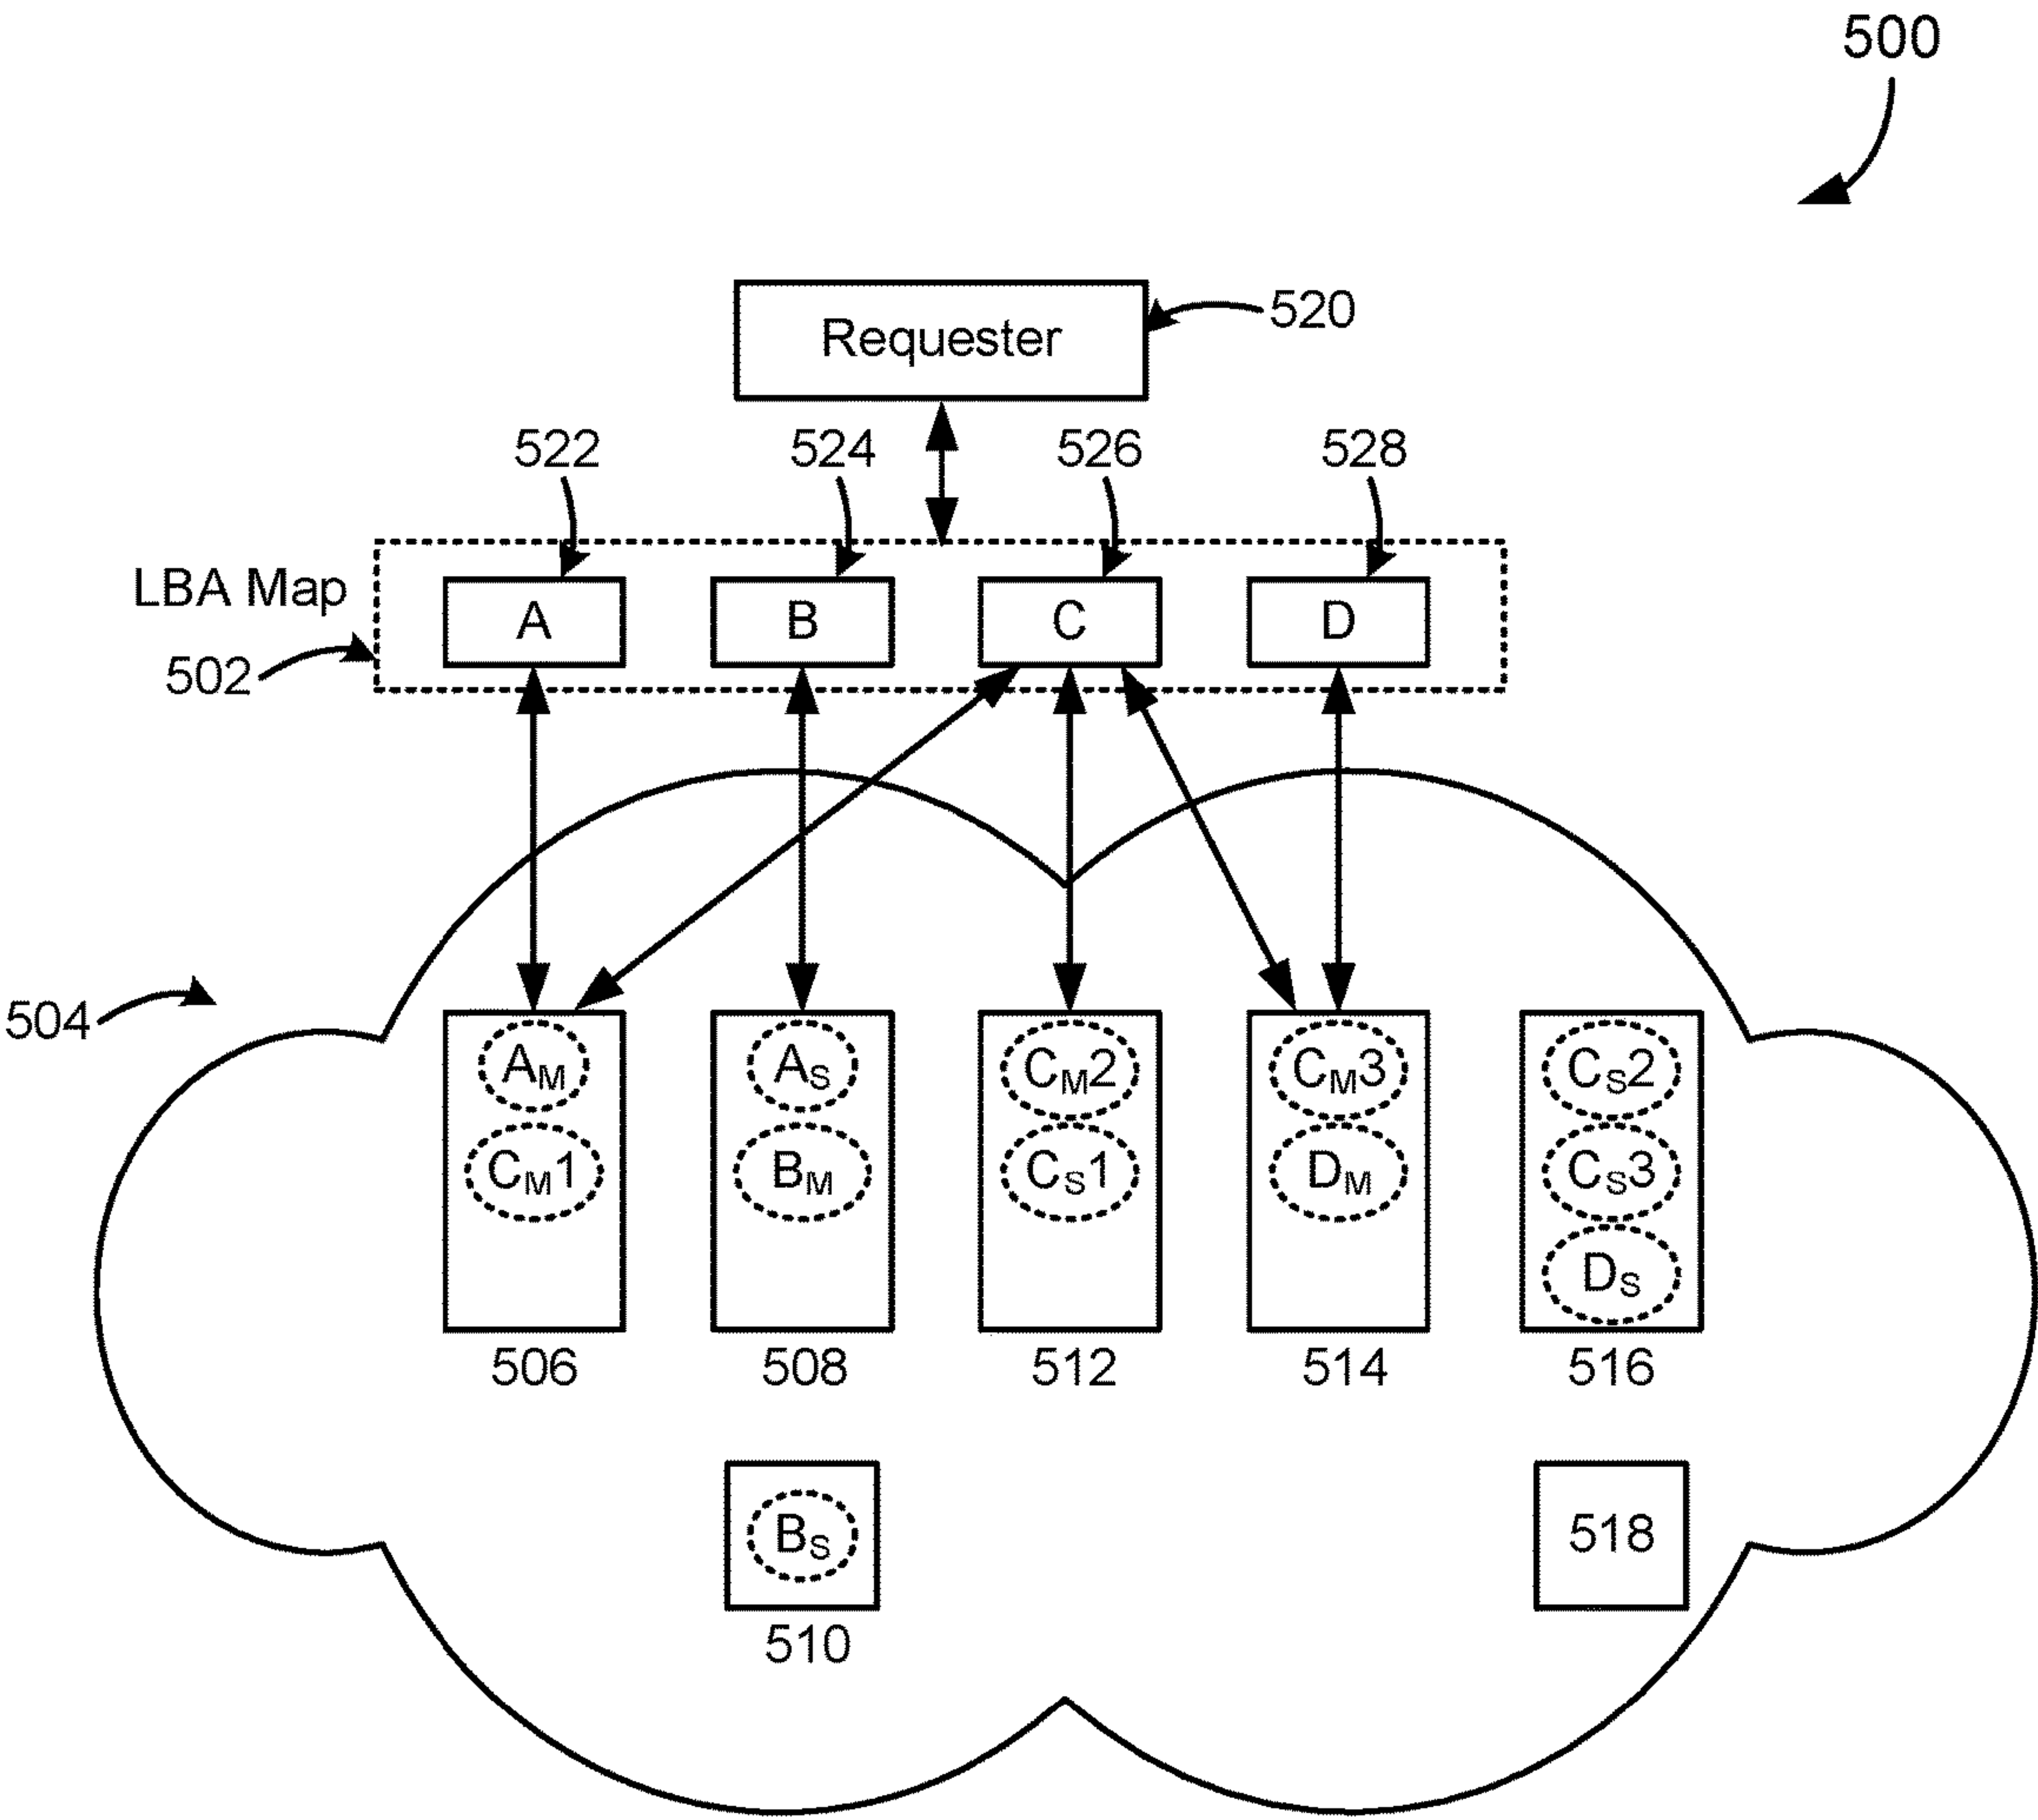 500
Requester
520
522 524 526 528
LBA Map
502
A B C D
504
AM AS CM2 CM3 CS2
CM1 BM CS1 DM CS3
DS
506 508 512 514 516
BS 518
510